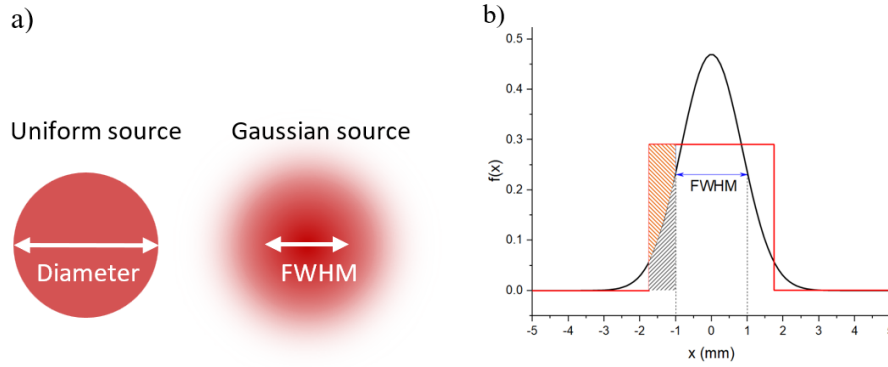 a)
Uniform source
Gaussian source
Diameter
FWHM
b)
f(x)
0.5
0.4
0.3
0.2
0.1
0.0
FWHM
-5 -4 -3 -2 -1 0 1 2 3 4 5
x (mm)